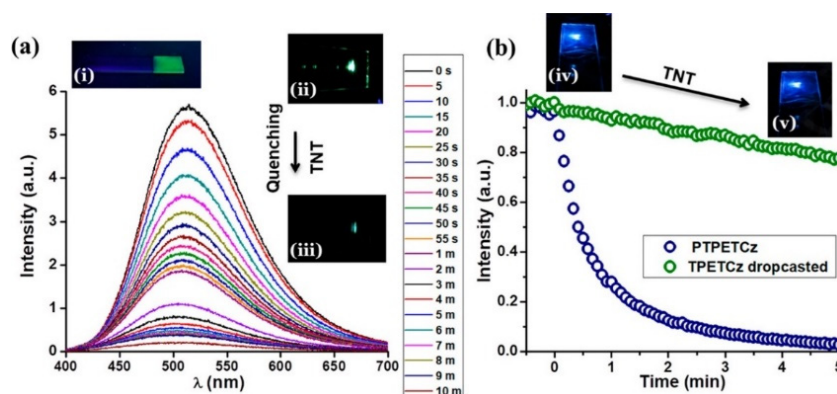 (a)
(i)
(ii)
(iii)
Quenching
TNT
Intensity (a.u.)
6
5
4
3
2
1
0
400
450
500
550
600
650
700
λ (nm)
0 s
5
10
15
20
25 s
30 s
35 s
40 s
45 s
50 s
55 s
1 m
2 m
3 m
4 m
5 m
6 m
7 m
8 m
9 m
10 m
(b)
(iv)
TNT
(v)
Intensity (a.u.)
1.0
0.8
0.6
0.4
0.2
0.0
PTPETCz
TPETCz dropcasted
0
1
2
3
4
5
Time (min)